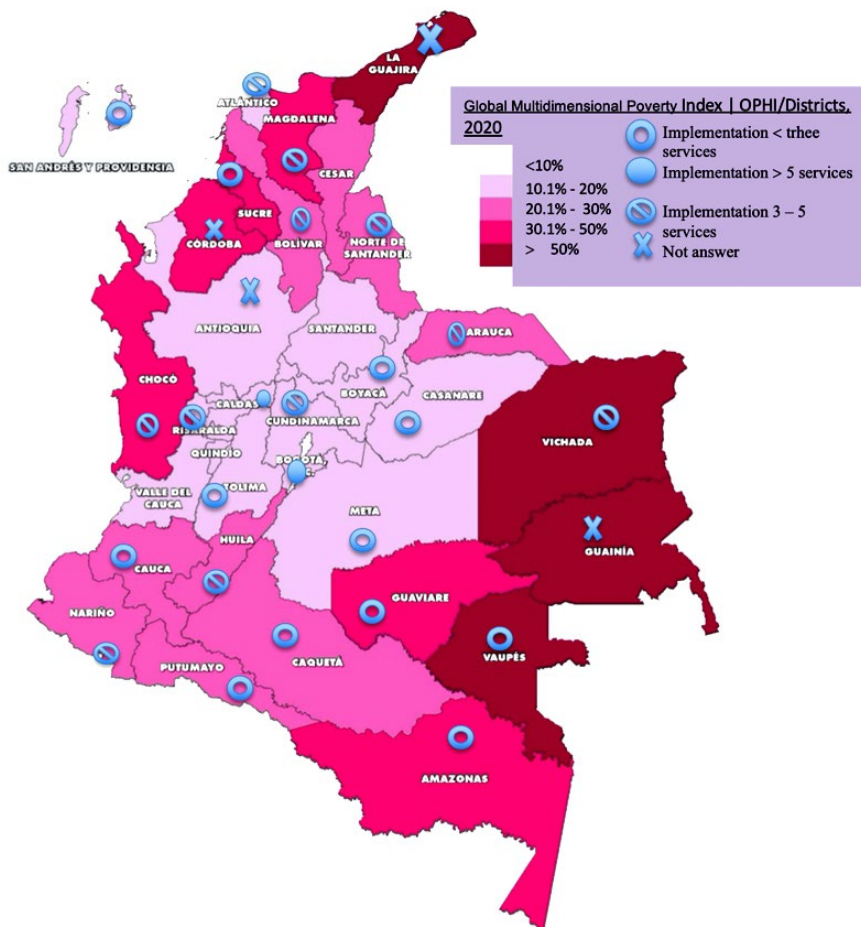 LA
GUAJIRA
ATLÁNTICO
MAGDALENA
CESAR
SAN ANDRÉS Y PROVIDENCIA
SUCRE
CÓRDOBA
BOLÍVAR
NORTE DE
SANTANDER
Global Multidimensional Poverty Index | OPHI/Districts,
2020
<10%
10.1% - 20%
20.1% - 30%
30.1% - 50%
> 50%
Implementation < trhee
services
Implementation > 5 services
Implementation 3 – 5
services
Not answer
ANTIOQUIA
SANTANDER
ARAUCA
CHOCÓ
BOYACÁ
CASANARE
CALDAS
RISARALDA
CUNDINAMARCA
VICHADA
QUINDÍO
BOGOTÁ,
C.
VALLE DEL
CAUCA
TOLIMA
META
HUILA
GUAINÍA
CAUCA
GUAVIARE
NARIÑO
VAUPÉS
PUTUMAYO
CAQUETÁ
AMAZONAS